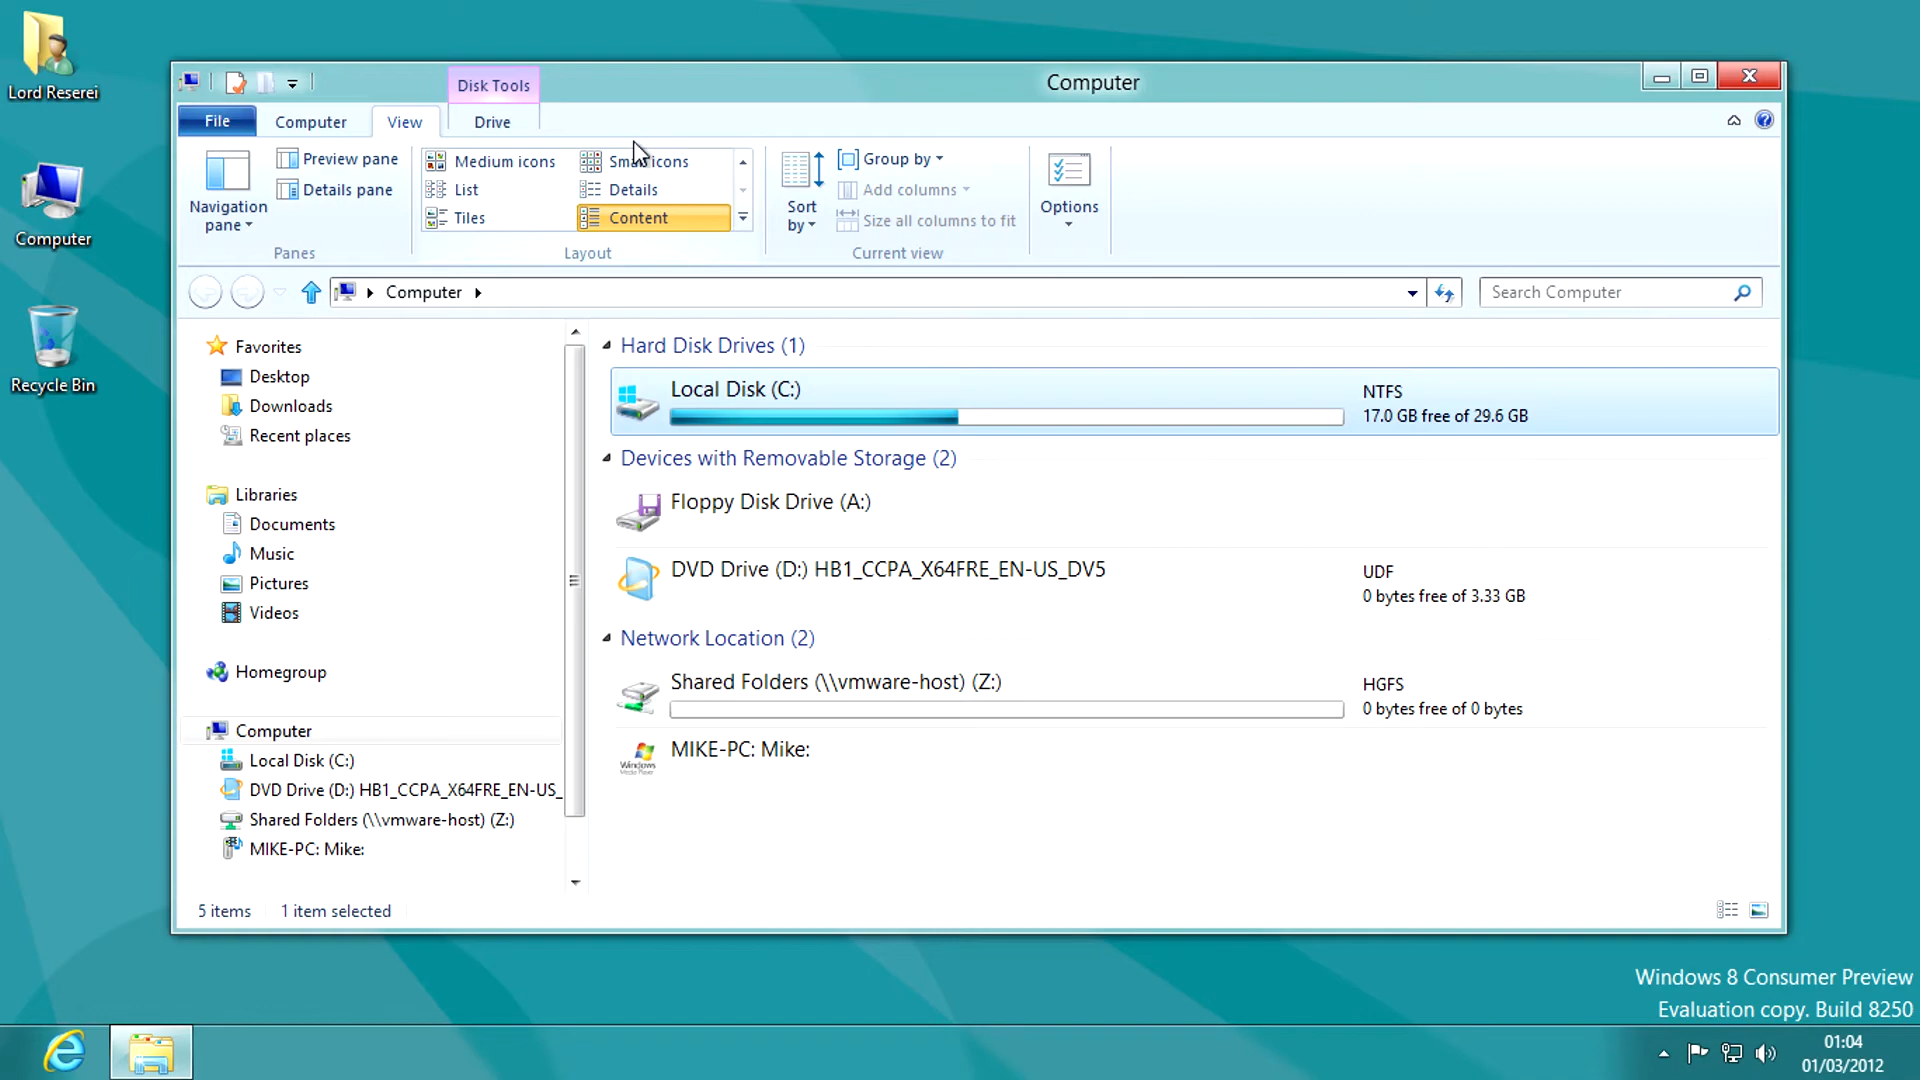 Lord Reserei
Computer
Recycle Bin
Disk Tools
Computer
File
Computer
View
Drive
Navigation pane
Preview pane
Details pane
Panes
Medium icons
Small icons
List
Details
Tiles
Content
Layout
Sort by
Group by
Add columns
Size all columns to fit
Current view
Options
Computer
Search Computer
Favorites
Desktop
Downloads
Recent places
Libraries
Documents
Music
Pictures
Videos
Homegroup
Computer
Local Disk (C:)
DVD Drive (D:) HB1_CCPA_X64FRE_EN-US_
Shared Folders (\\vmware-host) (Z:)
MIKE-PC: Mike:
Hard Disk Drives (1)
Local Disk (C:)
NTFS
17.0 GB free of 29.6 GB
Devices with Removable Storage (2)
Floppy Disk Drive (A:)
DVD Drive (D:) HB1_CCPA_X64FRE_EN-US_DV5
UDF
0 bytes free of 3.33 GB
Network Location (2)
Shared Folders (\\vmware-host) (Z:)
HGFS
0 bytes free of 0 bytes
Windows
Media Player
MIKE-PC: Mike:
5 items
1 item selected
Windows 8 Consumer Preview
Evaluation copy. Build 8250
01:04
01/03/2012